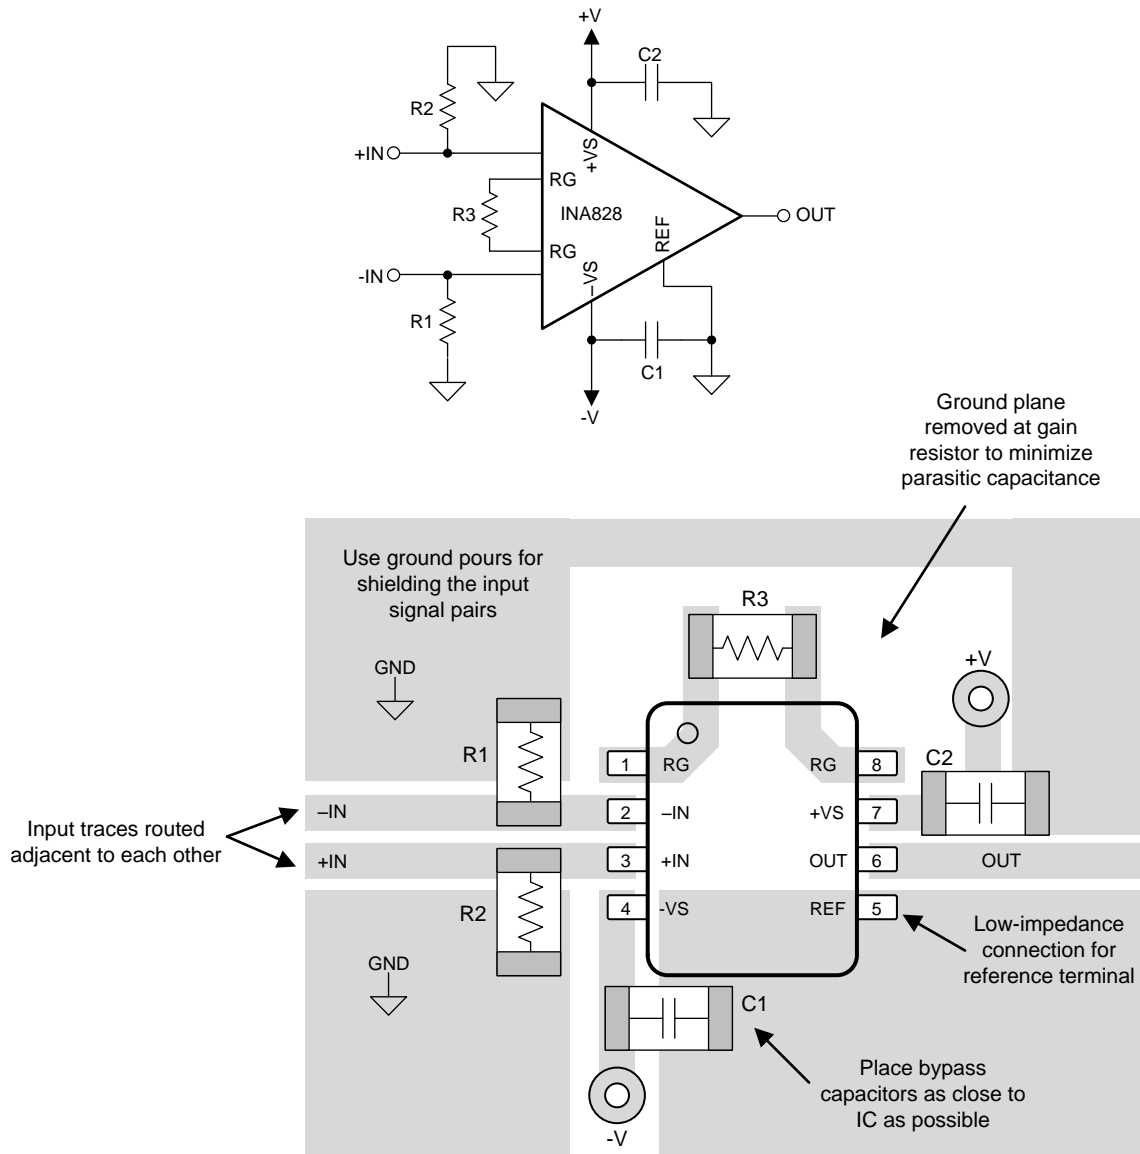 +V
C2
R2
+IN
+VS
RG
R3
INA828
OUT
REF
RG
-IN
–VS
R1
C1
-V
Ground plane
removed at gain
resistor to minimize
parasitic capacitance
Use ground pours for
shielding the input
signal pairs
R3
GND
+V
R1
C2
1
RG
RG
8
–IN
2
–IN
+VS
7
Input traces routed
adjacent to each other
+IN
3
+IN
OUT
6
OUT
R2
4
-VS
REF
5
Low-impedance
connection for
reference terminal
GND
C1
Place bypass
capacitors as close to
IC as possible
-V